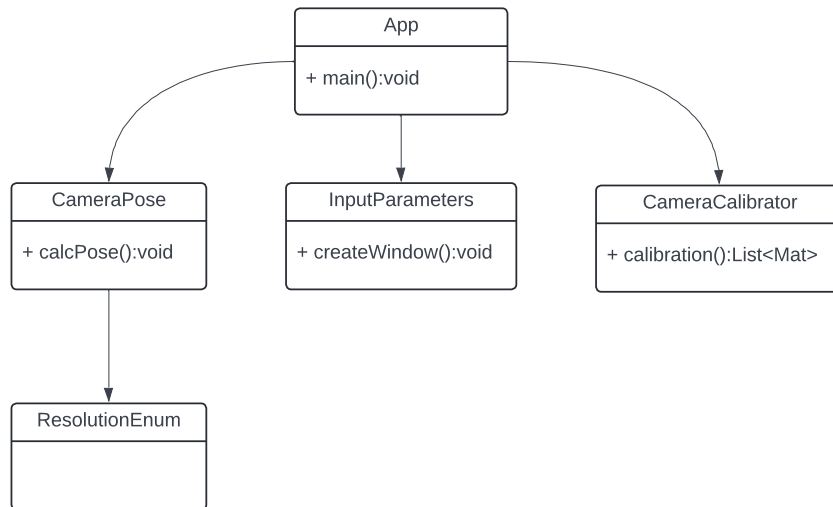 App
+ main():void
CameraPose
+ calcPose():void
InputParameters
+ createWindow():void
CameraCalibrator
+ calibration():List<Mat>
ResolutionEnum